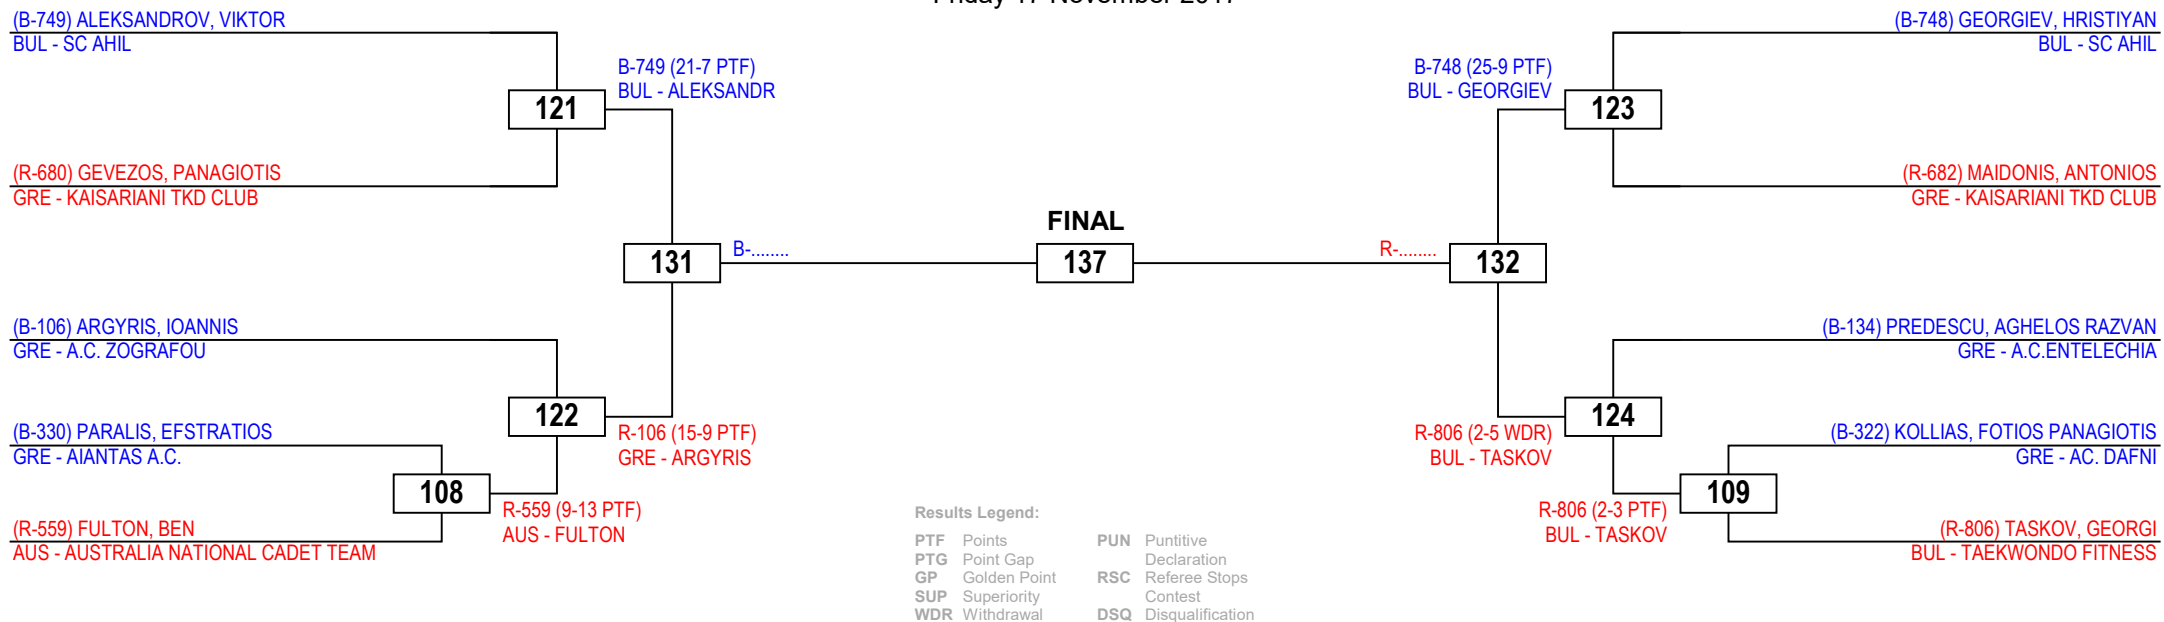 Friday 17 November 2017
(B-749) ALEKSANDROV, VIKTOR
BUL - SC AHIL
B-749 (21-7 PTF)
BUL - ALEKSANDR
121
(R-680) GEVEZOS, PANAGIOTIS
GRE - KAISARIANI TKD CLUB
131
B-........
(B-106) ARGYRIS, IOANNIS
GRE - A.C. ZOGRAFOU
122
R-106 (15-9 PTF)
GRE - ARGYRIS
(B-330) PARALIS, EFSTRATIOS
GRE - AIANTAS A.C.
108
R-559 (9-13 PTF)
AUS - FULTON
(R-559) FULTON, BEN
AUS - AUSTRALIA NATIONAL CADET TEAM
FINAL
137
(B-748) GEORGIEV, HRISTIYAN
BUL - SC AHIL
B-748 (25-9 PTF)
BUL - GEORGIEV
123
(R-682) MAIDONIS, ANTONIOS
GRE - KAISARIANI TKD CLUB
R-........
132
(B-134) PREDESCU, AGHELOS RAZVAN
GRE - A.C.ENTELECHIA
124
R-806 (2-5 WDR)
BUL - TASKOV
(B-322) KOLLIAS, FOTIOS PANAGIOTIS
GRE - AC. DAFNI
109
R-806 (2-3 PTF)
BUL - TASKOV
(R-806) TASKOV, GEORGI
BUL - TAEKWONDO FITNESS
Results Legend:
PTF Points
PTG Point Gap
GP Golden Point
SUP Superiority
WDR Withdrawal
PUN Puntitive
Declaration
RSC Referee Stops
Contest
DSQ Disqualification